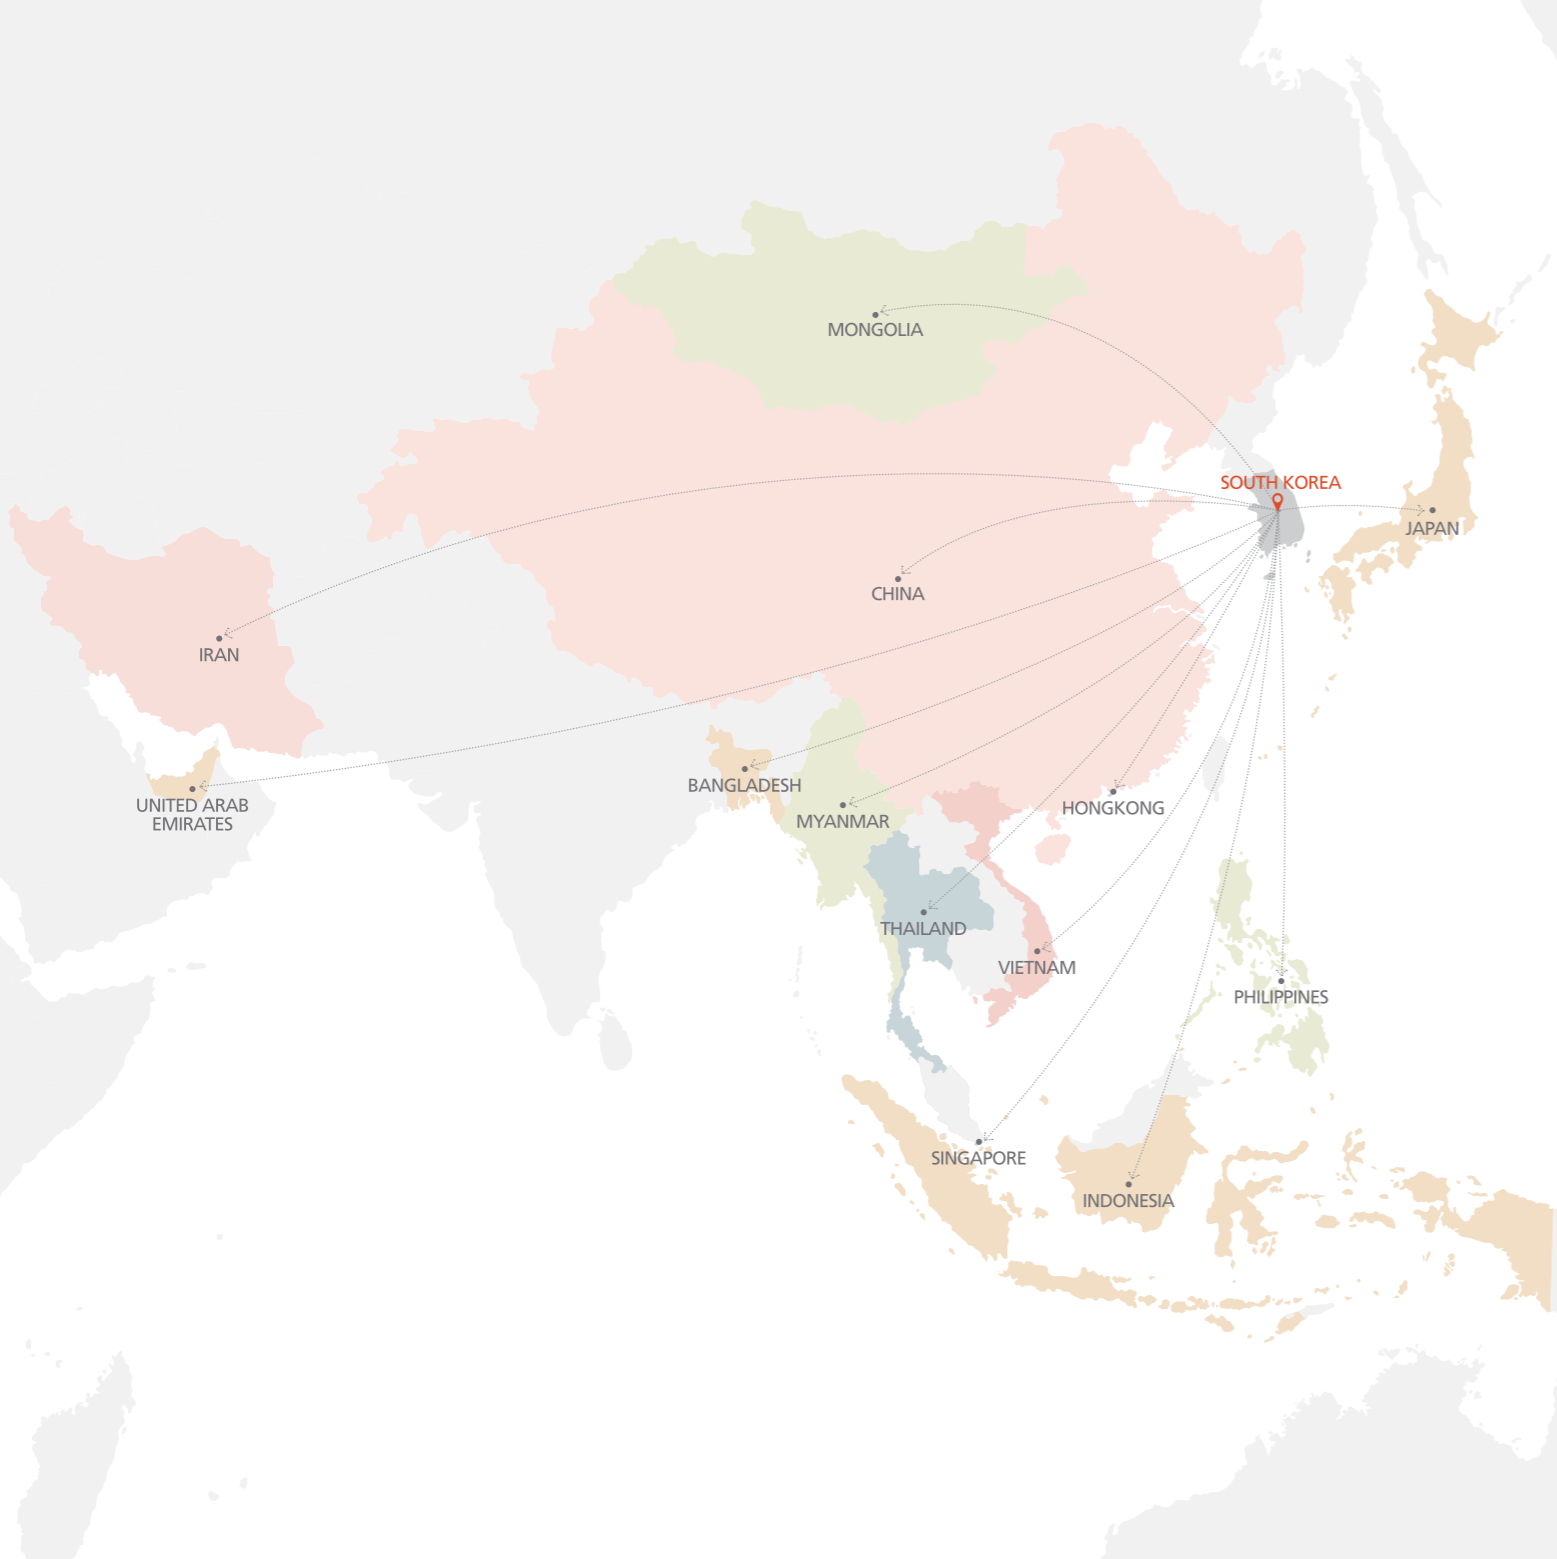 MONGOLIA
SOUTH KOREA
JAPAN
CHINA
IRAN
BANGLADESH
UNITED ARAB
EMIRATES
HONGKONG
MYANMAR
THAILAND
VIETNAM
PHILIPPINES
SINGAPORE
INDONESIA